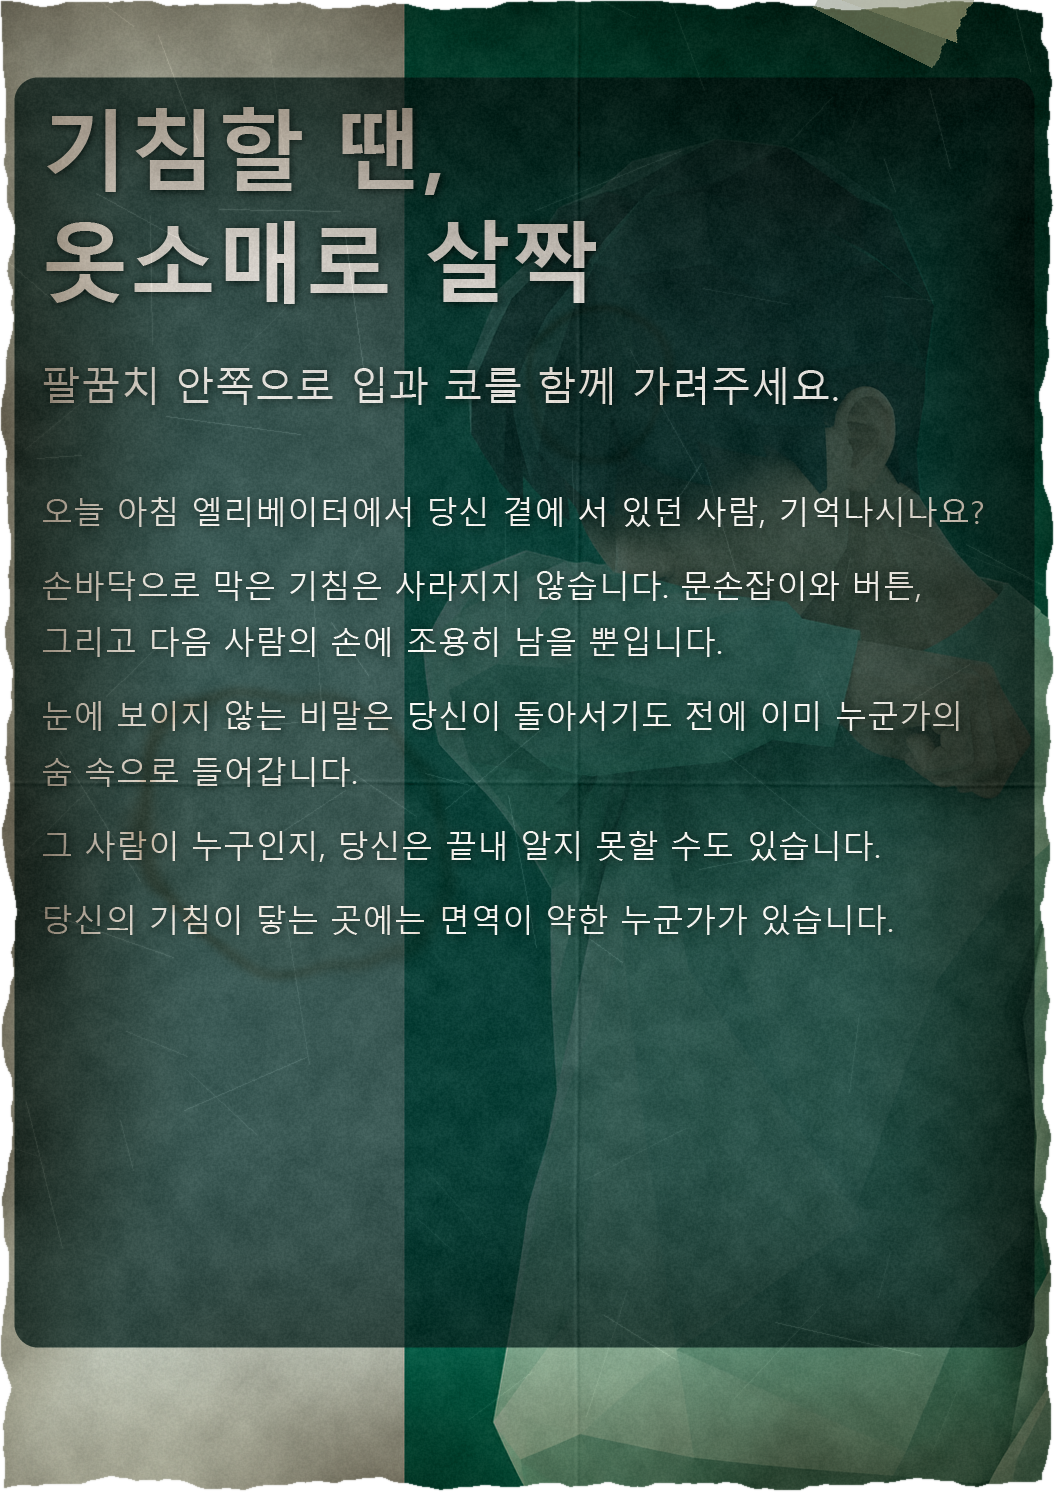 기침할 땐,
옷소매로 살짝
팔꿈치 안쪽으로 입과 코를 함께 가려주세요.
오늘 아침 엘리베이터에서 당신 곁에 서 있던 사람, 기억나시나요?
손바닥으로 막은 기침은 사라지지 않습니다. 문손잡이와 버튼,
그리고 다음 사람의 손에 조용히 남을 뿐입니다.
눈에 보이지 않는 비말은 당신이 돌아서기도 전에 이미 누군가의
숨 속으로 들어갑니다.
그 사람이 누구인지, 당신은 끝내 알지 못할 수도 있습니다.
당신의 기침이 닿는 곳에는 면역이 약한 누군가가 있습니다.